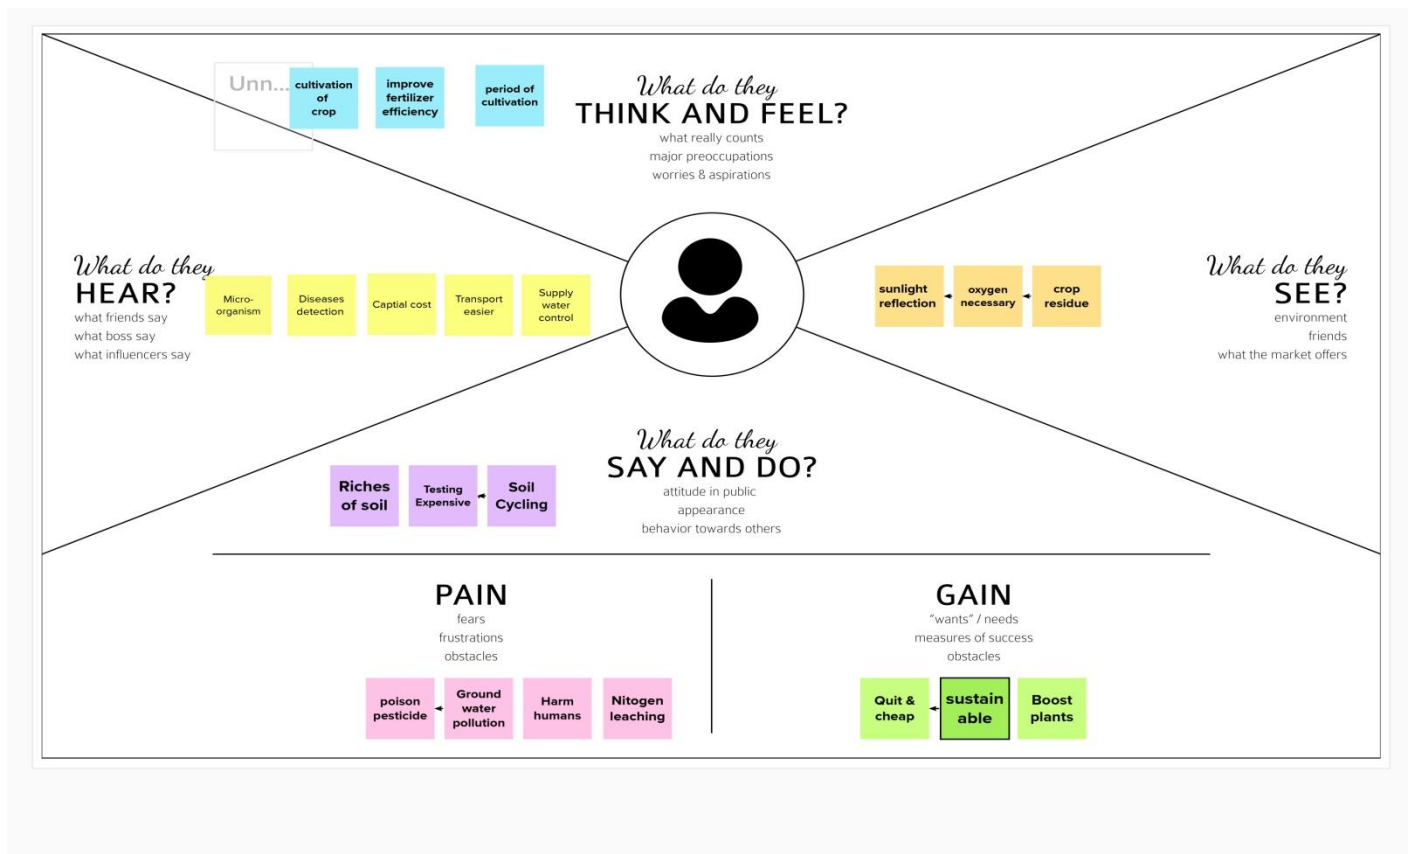 Unn...
cultivation
of
crop
improve
fertilizer
efficiency
period of
cultivation
What do they
THINK AND FEEL?
what really counts
major preoccupations
worries & aspirations
What do they
HEAR?
what friends say
what boss say
what influencers say
Micro-
organism
Diseases
detection
Captial cost
Transport
easier
Supply
water
control
sunlight
reflection
oxygen
necessary
crop
residue
What do they
SEE?
environment
friends
what the market offers
What do they
SAY AND DO?
attitude in public
appearance
behavior towards others
Riches
of soil
Testing
Expensive
Soil
Cycling
PAIN
fears
frustrations
obstacles
poison
pesticide
Ground
water
pollution
Harm
humans
Nitogen
leaching
GAIN
"wants" / needs
measures of success
obstacles
Quit &
cheap
sustain
able
Boost
plants